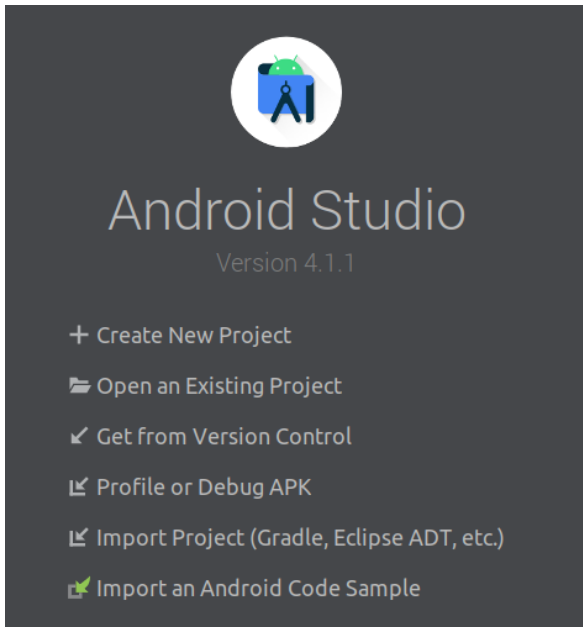 Android Studio
Version 4.1.1
Create New Project
Open an Existing Project
Get from Version Control
Profile or Debug APK
Import Project (Gradle, Eclipse ADT, etc.)
Import an Android Code Sample